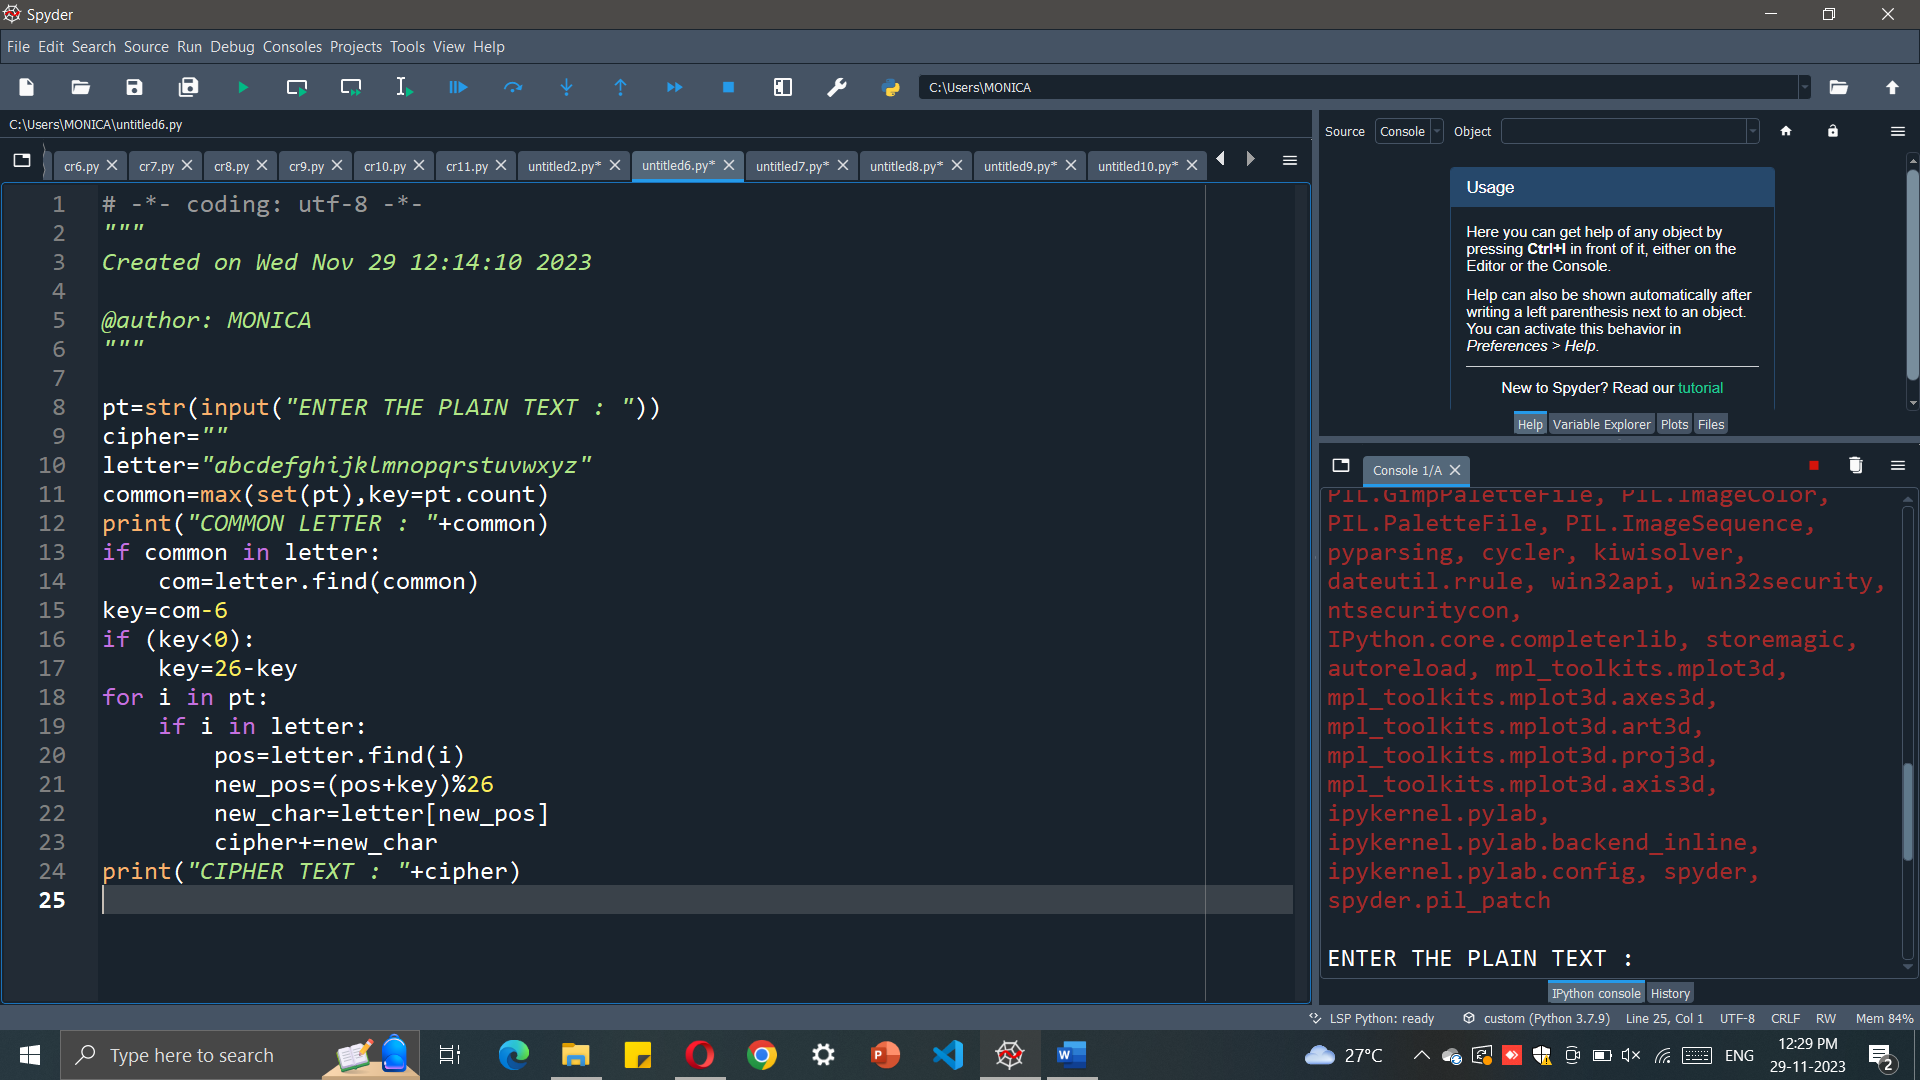 Spyder
File Edit Search Source Run Debug Consoles Projects Tools View Help
C:\Users\MONICA
C:\Users\MONICA\untitled6.py
cr6.py cr7.py cr8.py cr9.py cr10.py cr11.py untitled2.py* untitled6.py* untitled7.py* untitled8.py* untitled9.py* untitled10.py*
1 # -*- coding: utf-8 -*-
2 """
3 Created on Wed Nov 29 12:14:10 2023
4
5 @author: MONICA
6 """
7
8 pt=str(input("ENTER THE PLAIN TEXT : "))
9 cipher=""
10 letter="abcdefghijklmnopqrstuvwxyz"
11 common=max(set(pt),key=pt.count)
12 print("COMMON LETTER : "+common)
13 if common in letter:
14     com=letter.find(common)
15 key=com-6
16 if (key<0):
17     key=26-key
18 for i in pt:
19     if i in letter:
20         pos=letter.find(i)
21         new_pos=(pos+key)%26
22         new_char=letter[new_pos]
23         cipher+=new_char
24 print("CIPHER TEXT : "+cipher)
25
Source Console Object
Usage
Here you can get help of any object by
pressing Ctrl+I in front of it, either on the
Editor or the Console.
Help can also be shown automatically after
writing a left parenthesis next to an object.
You can activate this behavior in
Preferences > Help.
New to Spyder? Read our tutorial
Help Variable Explorer Plots Files
Console 1/A
PIL.GimpPaletteFile, PIL.ImageColor,
PIL.PaletteFile, PIL.ImageSequence,
pyparsing, cycler, kiwisolver,
dateutil.rrule, win32api, win32security,
ntsecuritycon,
IPython.core.completerlib, storemagic,
autoreload, mpl_toolkits.mplot3d,
mpl_toolkits.mplot3d.axes3d,
mpl_toolkits.mplot3d.art3d,
mpl_toolkits.mplot3d.proj3d,
mpl_toolkits.mplot3d.axis3d,
ipykernel.pylab,
ipykernel.pylab.backend_inline,
ipykernel.pylab.config, spyder,
spyder.pil_patch
ENTER THE PLAIN TEXT :
IPython console History
LSP Python: ready custom (Python 3.7.9) Line 25, Col 1 UTF-8 CRLF RW Mem 84%
Type here to search
27°C ENG
12:29 PM
29-11-2023
2